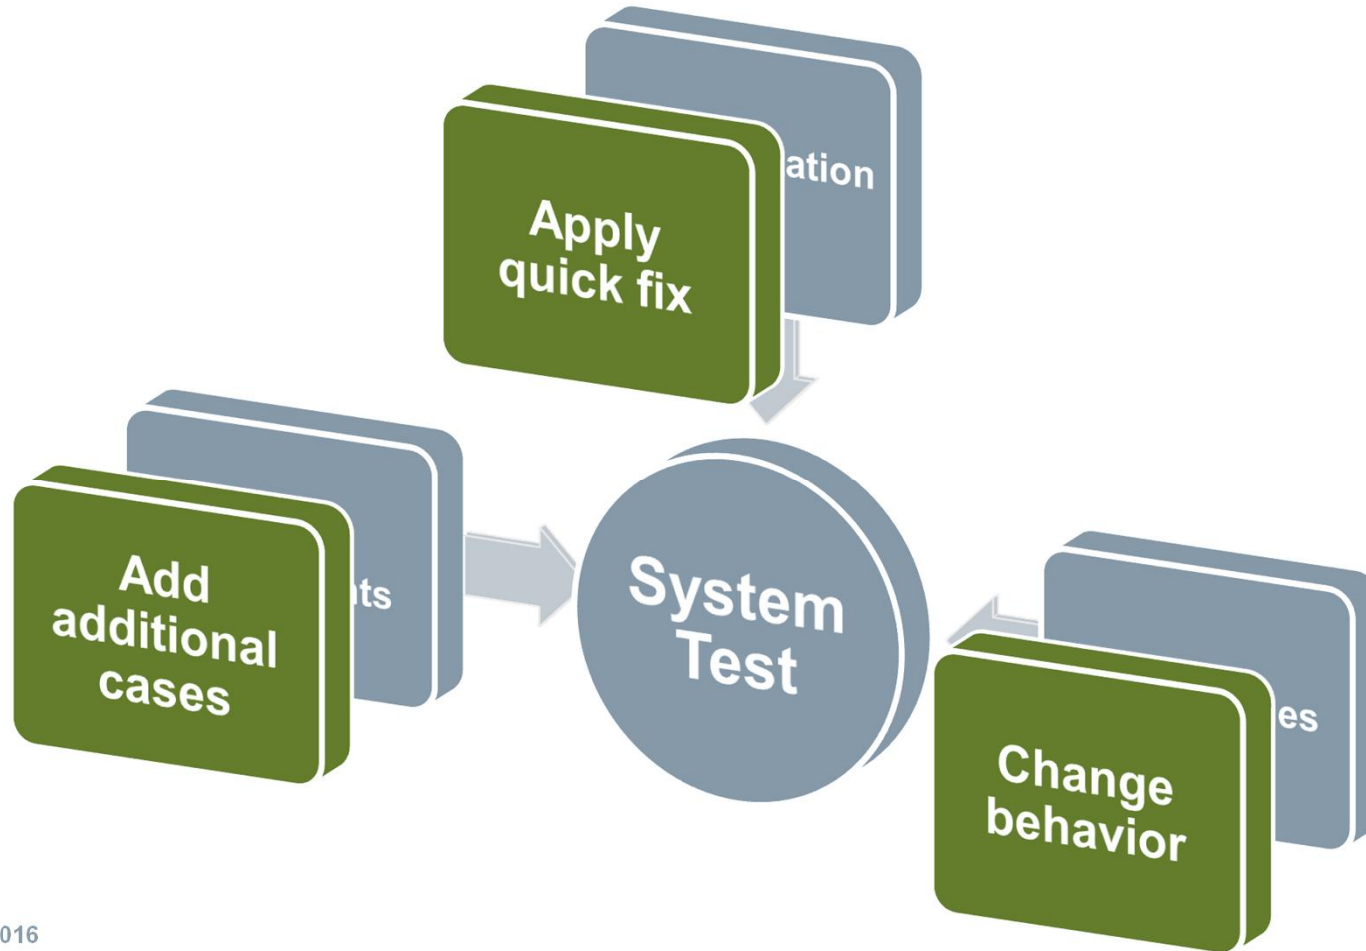 ation
Apply
quick fix
Add
additional
cases
nts
System
Test
es
Change
behavior
016